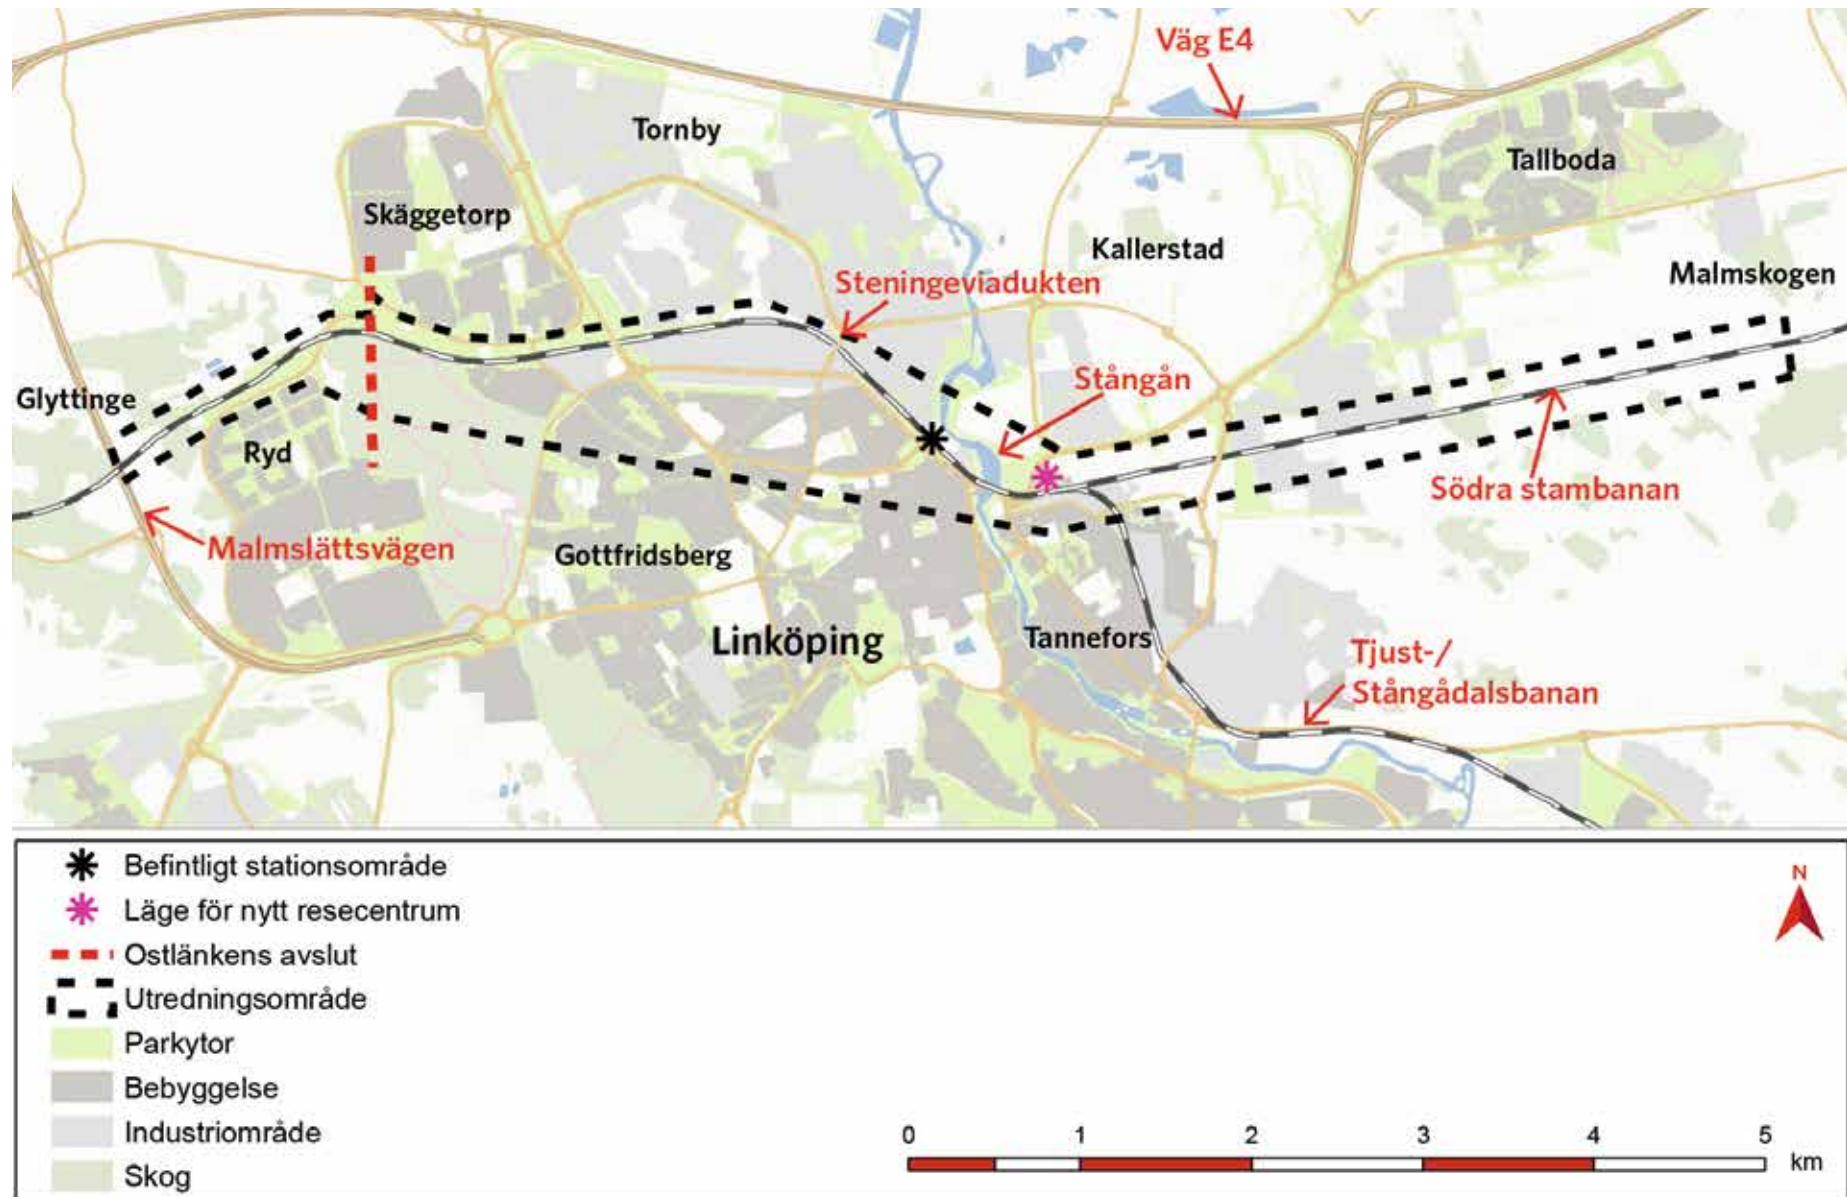 Väg E4
Tornby
Tallboda
Skäggetorp
Kallerstad
Malmskogen
Steningeviadukten
Stångån
Glyttinge
Ryd
Södra stambanan
Malmslättsvägen
Gottfridsberg
Linköping
Tannefors
Tjust-/
Stångådalsbanan
Befintligt stationsområde
Läge för nytt resecentrum
Ostlänkens avslut
Utredningsområde
Parkytor
Bebyggelse
Industriområde
Skog
N
0 1 2 3 4 5
km